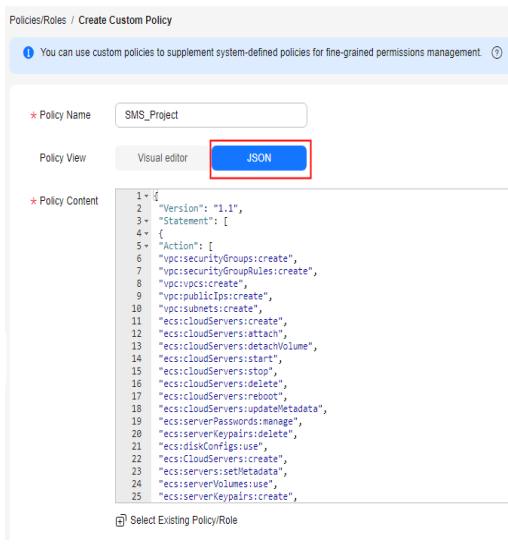 Policies/Roles / Create Custom Policy
You can use custom policies to supplement system-defined policies for fine-grained permissions management.
* Policy Name SMS_Project
Policy View Visual editor JSON
* Policy Content
1 {
2 "Version": "1.1",
3 "Statement": [
4 {
5 "Action": [
6 "vpc:securityGroups:create",
7 "vpc:securityGroupRules:create",
8 "vpc:vpcs:create",
9 "vpc:publicIps:create",
10 "vpc:subnets:create",
11 "ecs:cloudServers:create",
12 "ecs:cloudServers:attach",
13 "ecs:cloudServers:detachVolume",
14 "ecs:cloudServers:start",
15 "ecs:cloudServers:stop",
16 "ecs:cloudServers:delete",
17 "ecs:cloudServers:reboot",
18 "ecs:cloudServers:updateMetadata",
19 "ecs:serverPasswords:manage",
20 "ecs:serverKeypairs:delete",
21 "ecs:diskConfigs:use",
22 "ecs:CloudServers:create",
23 "ecs:servers:setMetadata",
24 "ecs:serverVolumes:use",
25 "ecs:serverKeypairs:create",
Select Existing Policy/Role